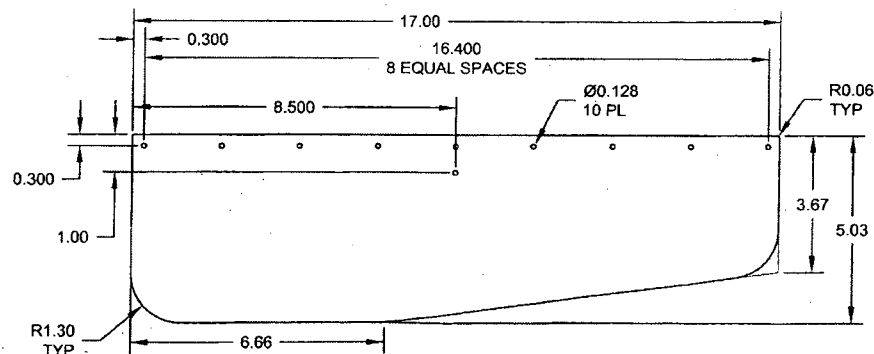 17.00
0.300
16.400
8 EQUAL SPACES
8.500
Ø0.128
10 PL
R0.06
TYP
0.300
1.00
3.67
5.03
R1.30
TYP
6.66